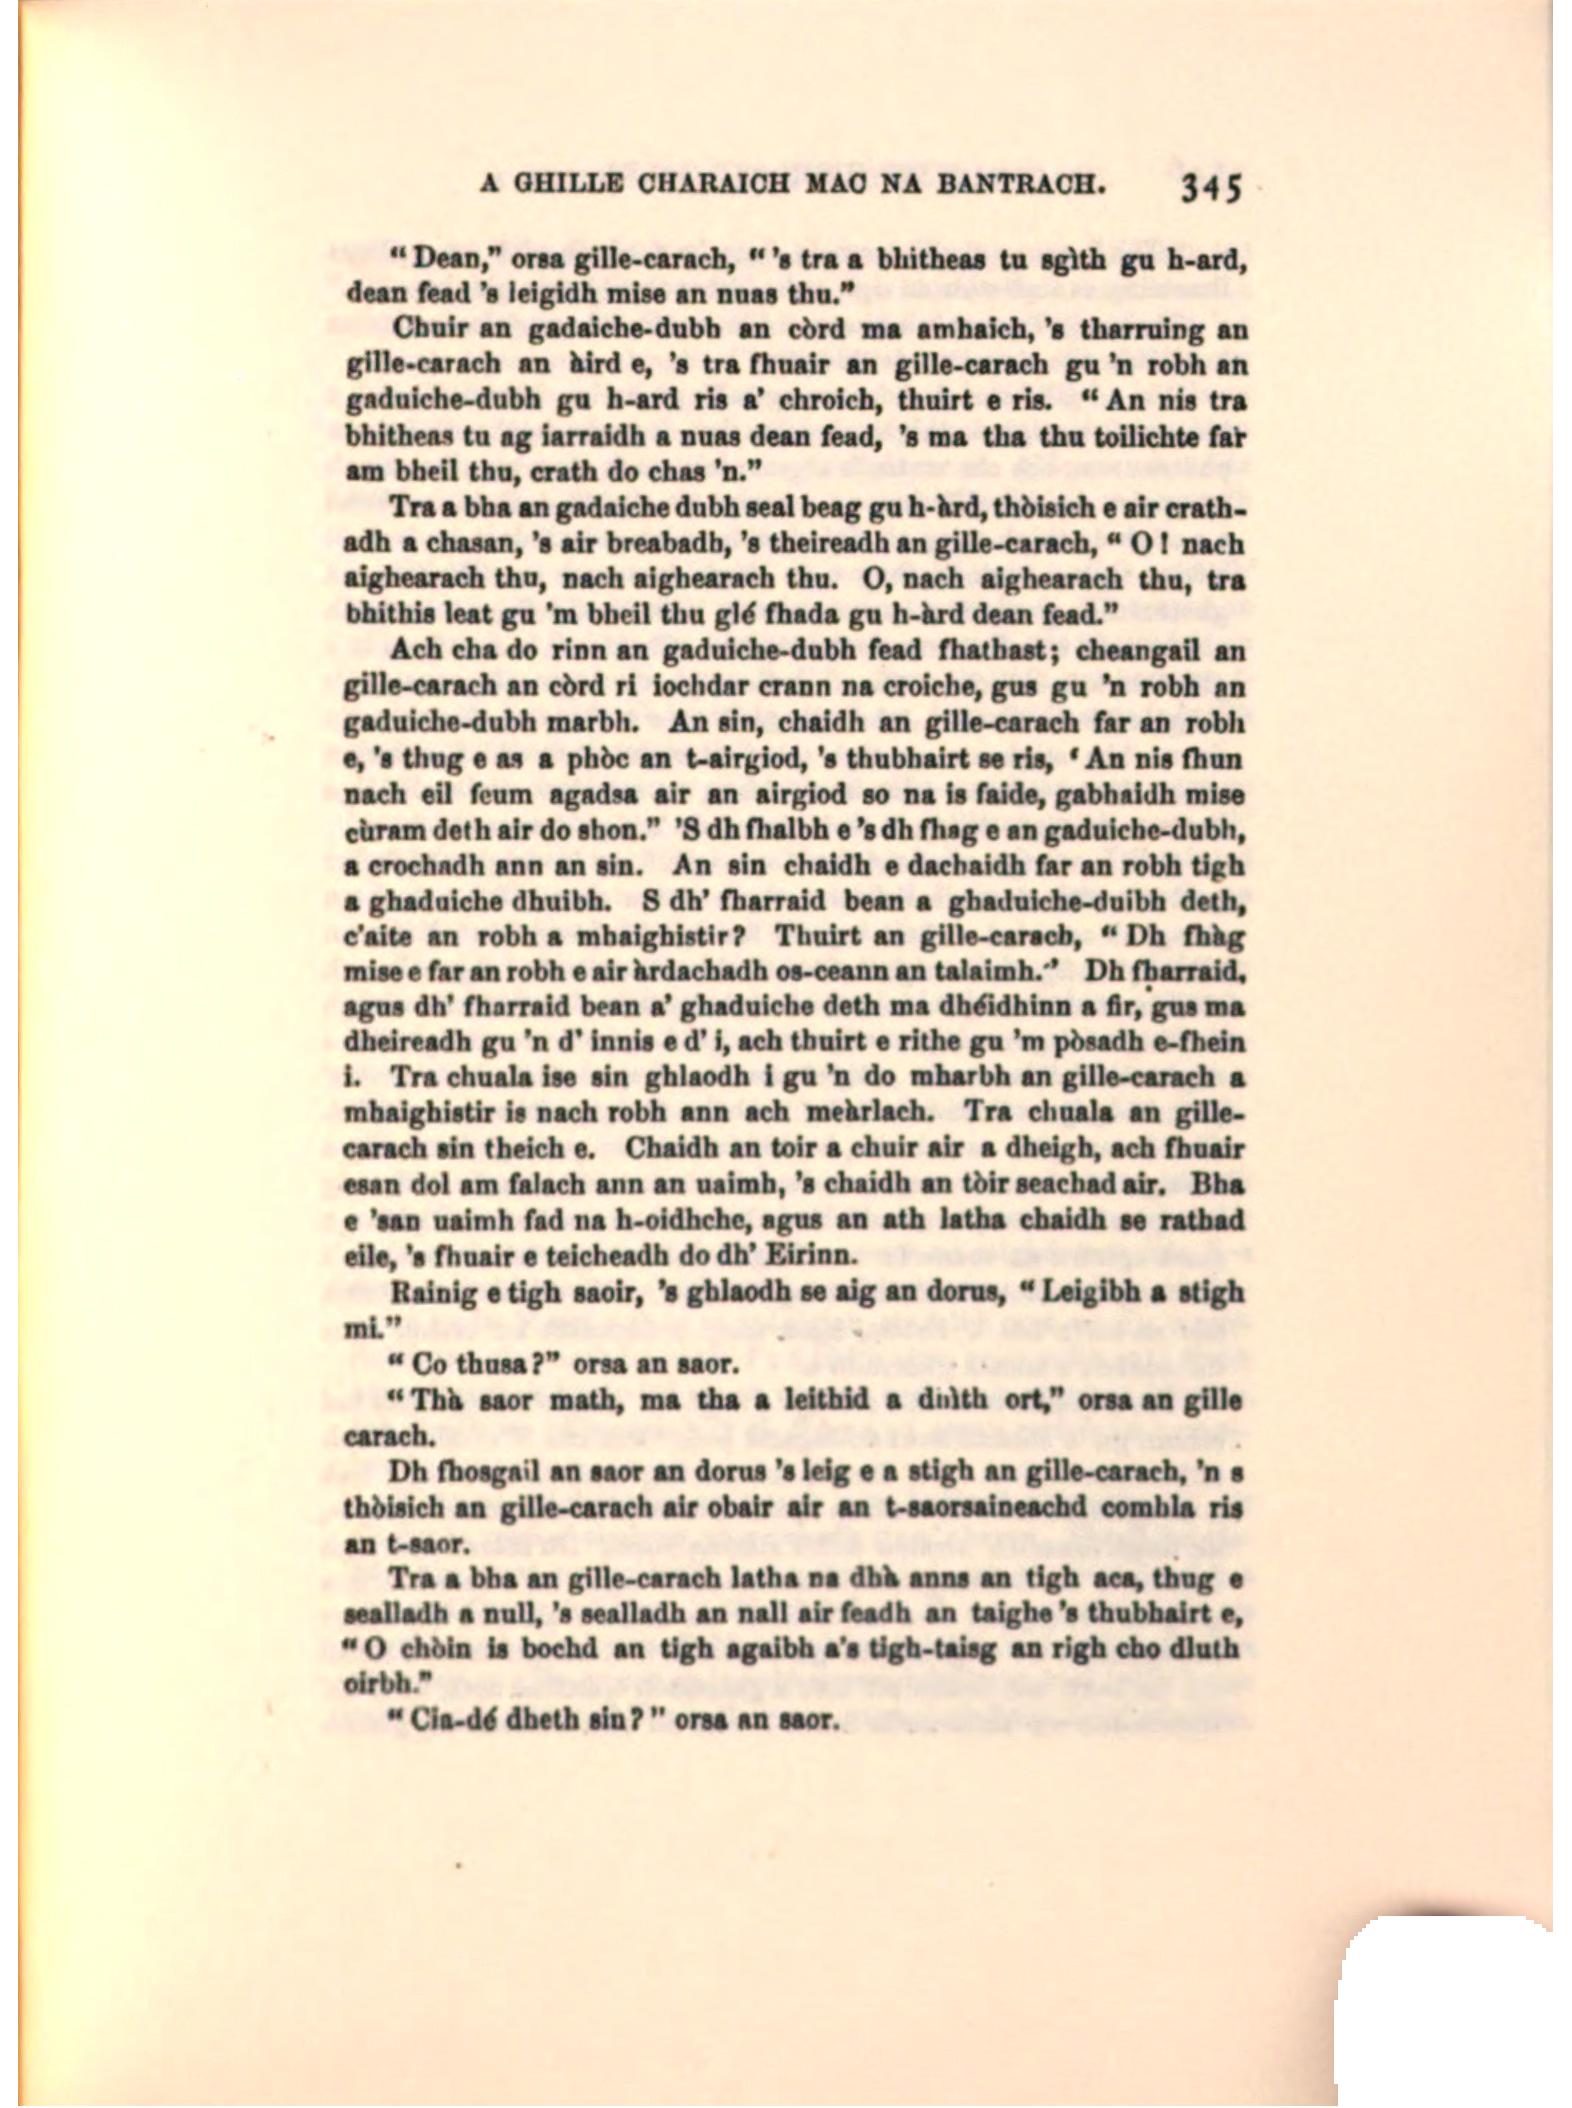 A GHILLE CHARAICH MAC NA BANTRACH. 345
“Dean,” orsa gille-carach, “’s tra a bhitheas tu sgìth gu h-ard,
dean fead ’s leigidh mise an nuas thu.”
Chuir an gadaiche-dubh an còrd ma amhaich, ’s tharruing an
gille-carach an àird e, ’s tra fhuair an gille-carach gu ’n robh an
gaduiche-dubh gu h-ard ris a’ chroich, thuirt e ris. “An nis tra
bhitheas tu ag iarraidh a nuas dean fead, ’s ma tha thu toilichte far
am bheil thu, crath do chas ’n.”
Tra a bha an gadaiche dubh seal beag gu h-àrd, thòisich e air crath-
adh a chasan, ’s air breabadh, ’s theireadh an gille-carach, “O! nach
aighearach thu, nach aighearach thu. O, nach aighearach thu, tra
bhithis leat gu ’m bheil thu glé fhada gu h-àrd dean fead.”
Ach cha do rinn an gaduiche-dubh fead fhathast; cheangail an
gille-carach an còrd ri iochdar crann na croiche, gus gu ’n robh an
gaduiche-dubh marbh. An sin, chaidh an gille-carach far an robh
e, ’s thug e as a phòc an t-airgiod, ’s thubhairt se ris, ‘An nis fhun
nach eil feum agadsa air an airgiod so na is faide, gabhaidh mise
cùram deth air do shon.” ’S dh fhalbh e ’s dh fhag e an gaduiche-dubh,
a crochadh ann an sin. An sin chaidh e dachaidh far an robh tigh
a ghaduiche dhuibh. S dh’ fharraid bean a ghaduiche-duibh deth,
c'aite an robh a mhaighistir? Thuirt an gille-carach, “Dh fhàg
mise e far an robh e air àrdachadh os-ceann an talaimh.” Dh fharraid,
agus dh’ fharraid bean a’ ghaduiche deth ma dhéidhinn a fir, gus ma
dheireadh gu ’n d’ innis e d’ i, ach thuirt e rithe gu ’m pòsadh e-fhein
i. Tra chuala ise sin ghlaodh i gu ’n do mharbh an gille-carach a
mhaighistir is nach robh ann ach meàrlach. Tra chuala an gille-
carach sin theich e. Chaidh an toir a chuir air a dheigh, ach fhuair
esan dol am falach ann an uaimh, ’s chaidh an tòir seachad air. Bha
e ’san uaimh fad na h-oidhche, agus an ath latha chaidh se rathad
eile, ’s fhuair e teicheadh do dh’ Eirinn.
Rainig e tigh saoir, ’s ghlaodh se aig an dorus, “Leigibh a stigh
mi.”
“Co thusa?” orsa an saor.
“Thà saor math, ma tha a leithid a dhìth ort,” orsa an gille
carach.
Dh fhosgail an saor an dorus ’s leig e a stigh an gille-carach, ’n s
thòisich an gille-carach air obair air an t-saorsaineachd comhla ris
an t-saor.
Tra a bha an gille-carach latha na dhà anns an tigh aca, thug e
sealladh a null, ’s sealladh an nall air feadh an taighe ’s thubhairt e,
“O chòin is bochd an tigh agaibh a’s tigh-taisg an righ cho dluth
oirbh.”
“Cia-dé dheth sin?” orsa an saor.